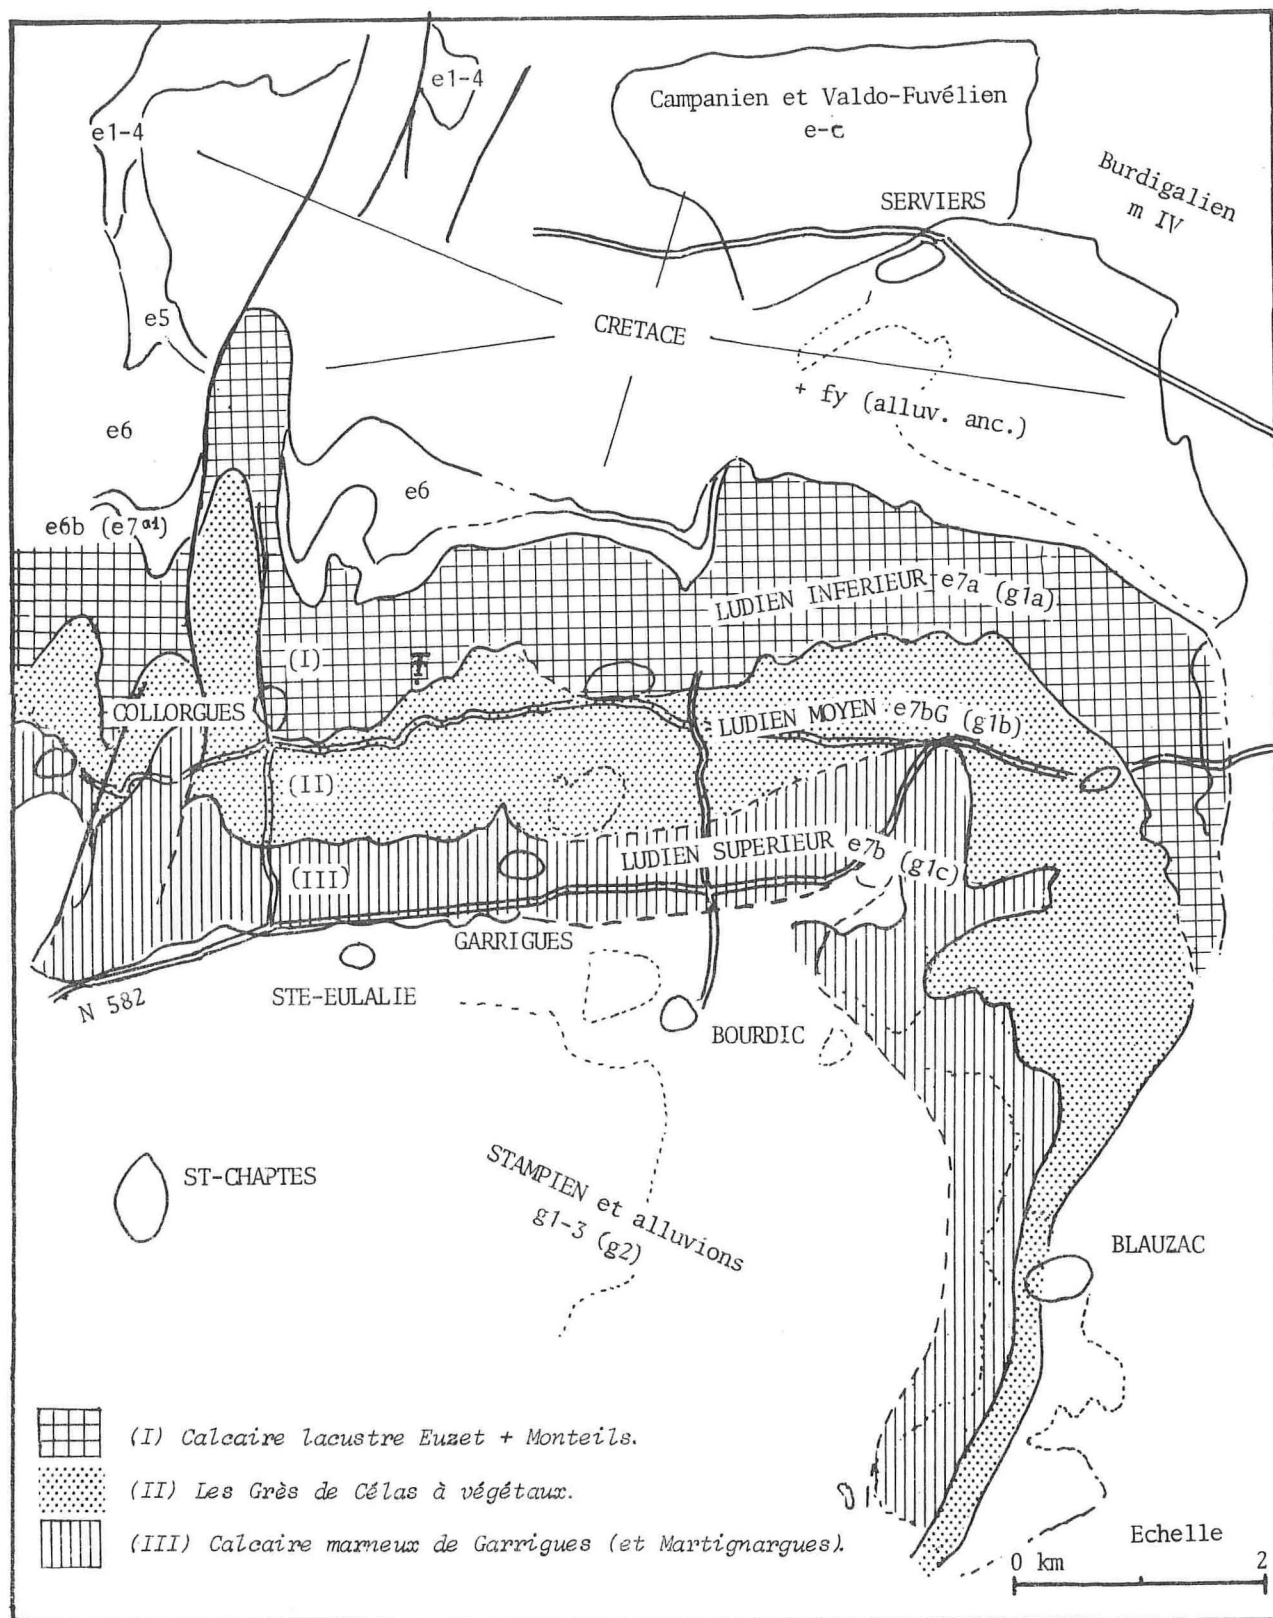 e1-4
Campanien et Valdo-Fuvélien
e-c
e1-4
Burdigalien
m IV
SERVIERS
e5
CRETACE
+ fy (alluv. anc.)
e6
e6
e6b (e7a1)
LUDIEN INFERIEUR e7a (g1a)
(I)
COLLORGUES
LUDIEN MOYEN e7bG (g1b)
(II)
LUDIEN SUPERIEUR e7b (g1c)
(III)
GARRIGUES
N 582
STE-EULALIE
BOURDIC
ST-CHAPTES
STAMPIEN et alluvions
g1-3 (g2)
BLAUZAC
(I) Calcaire lacustre Euzet + Monteils.
(II) Les Grès de Célas à végétaux.
(III) Calcaire marneux de Garrigues (et Martignargues).
Echelle
0 km 2